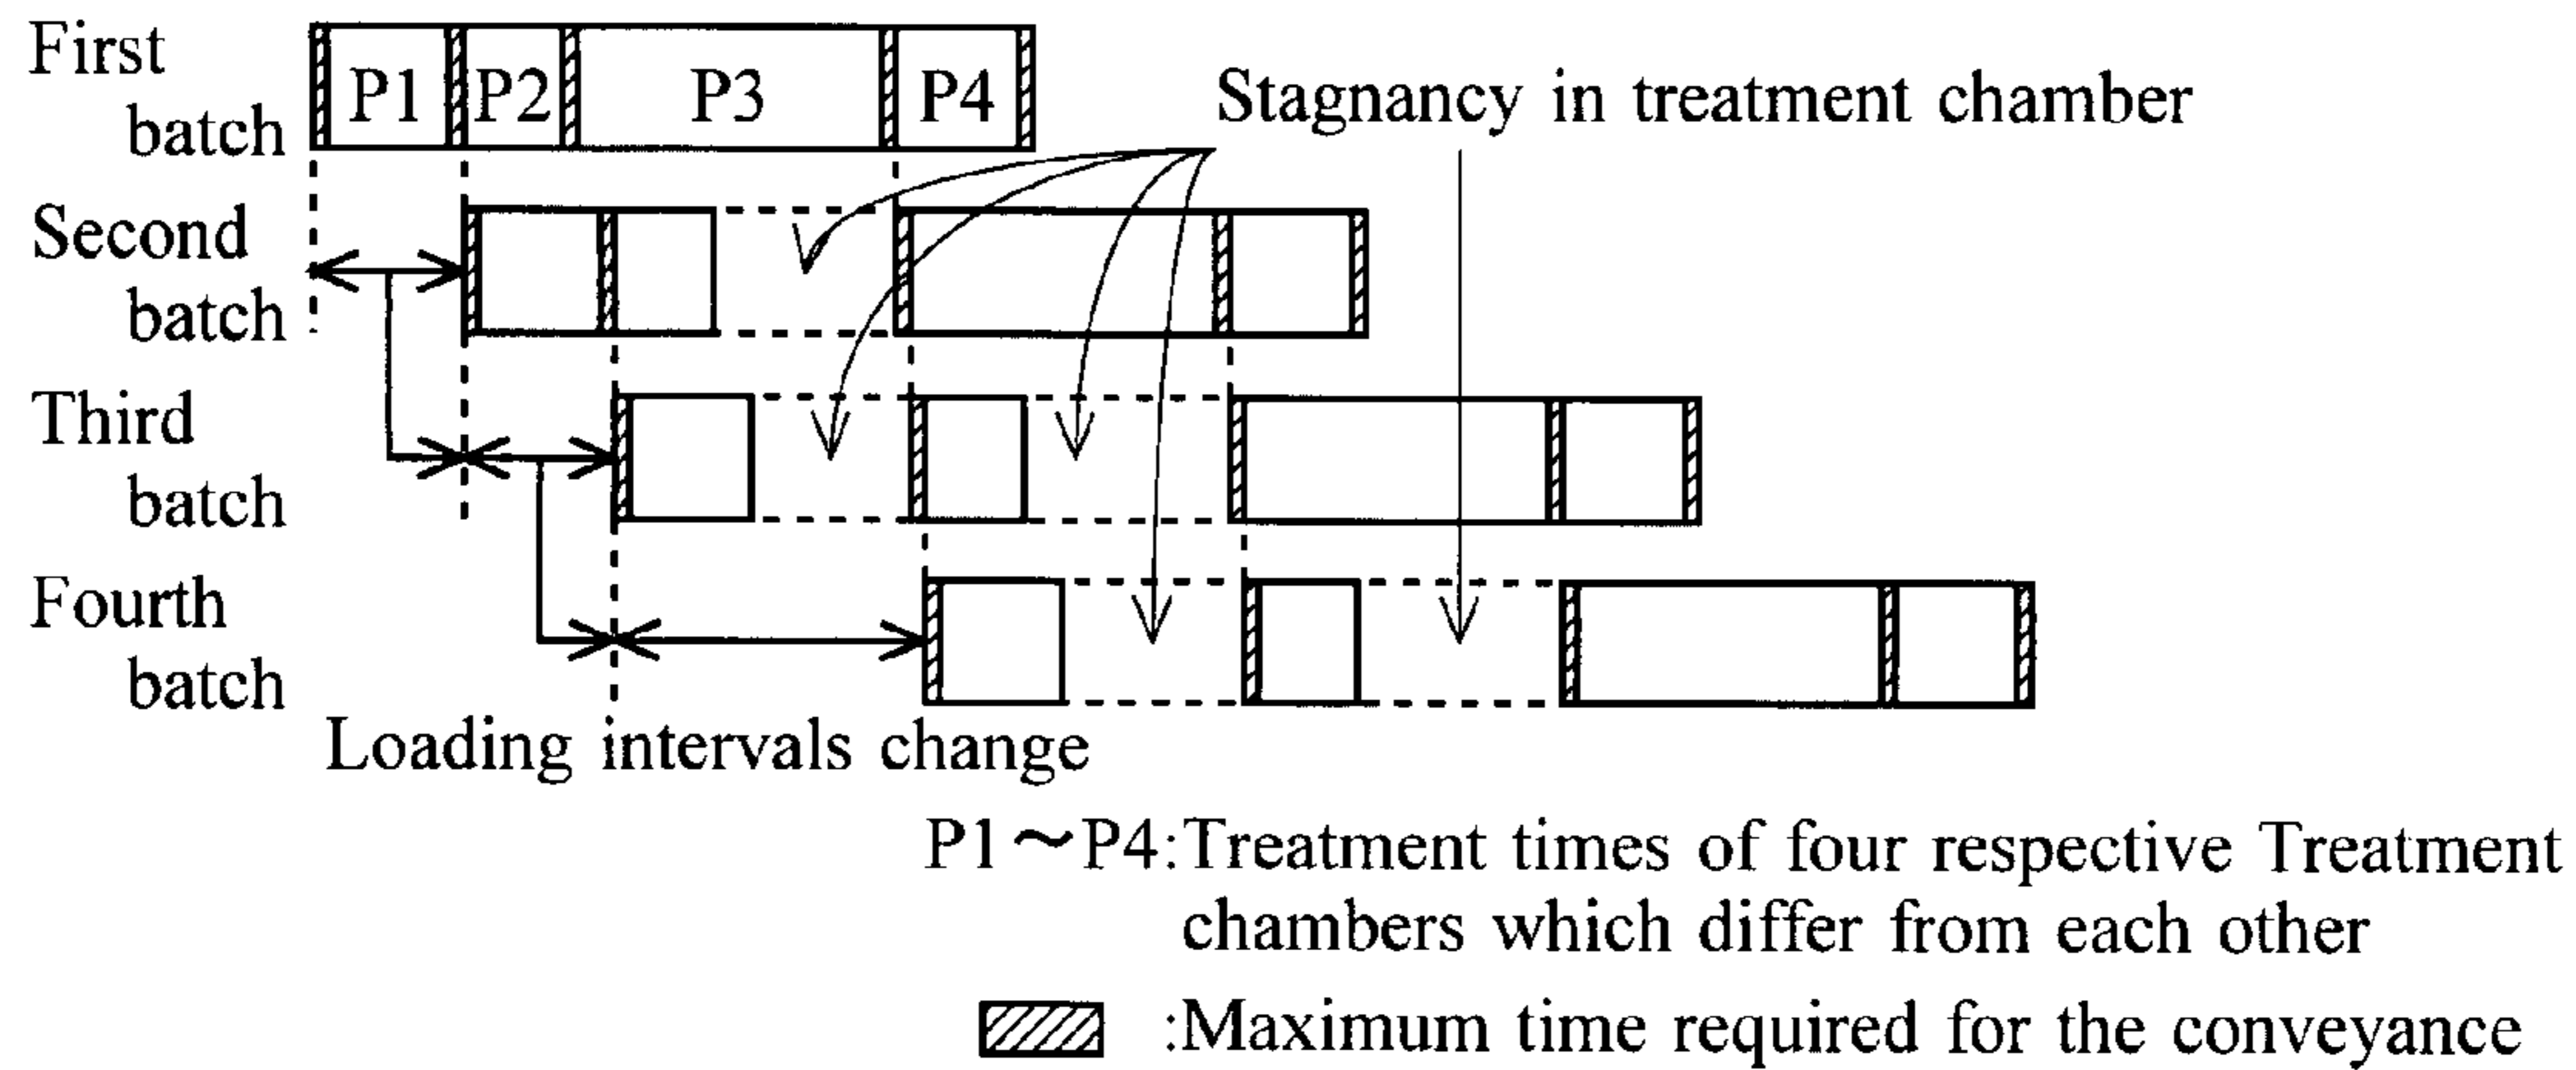 First
batch
P1 P2 P3 P4
Stagnancy in treatment chamber
Second
batch
Third
batch
Fourth
batch
Loading intervals change
P1～P4:Treatment times of four respective Treatment
chambers which differ from each other
:Maximum time required for the conveyance